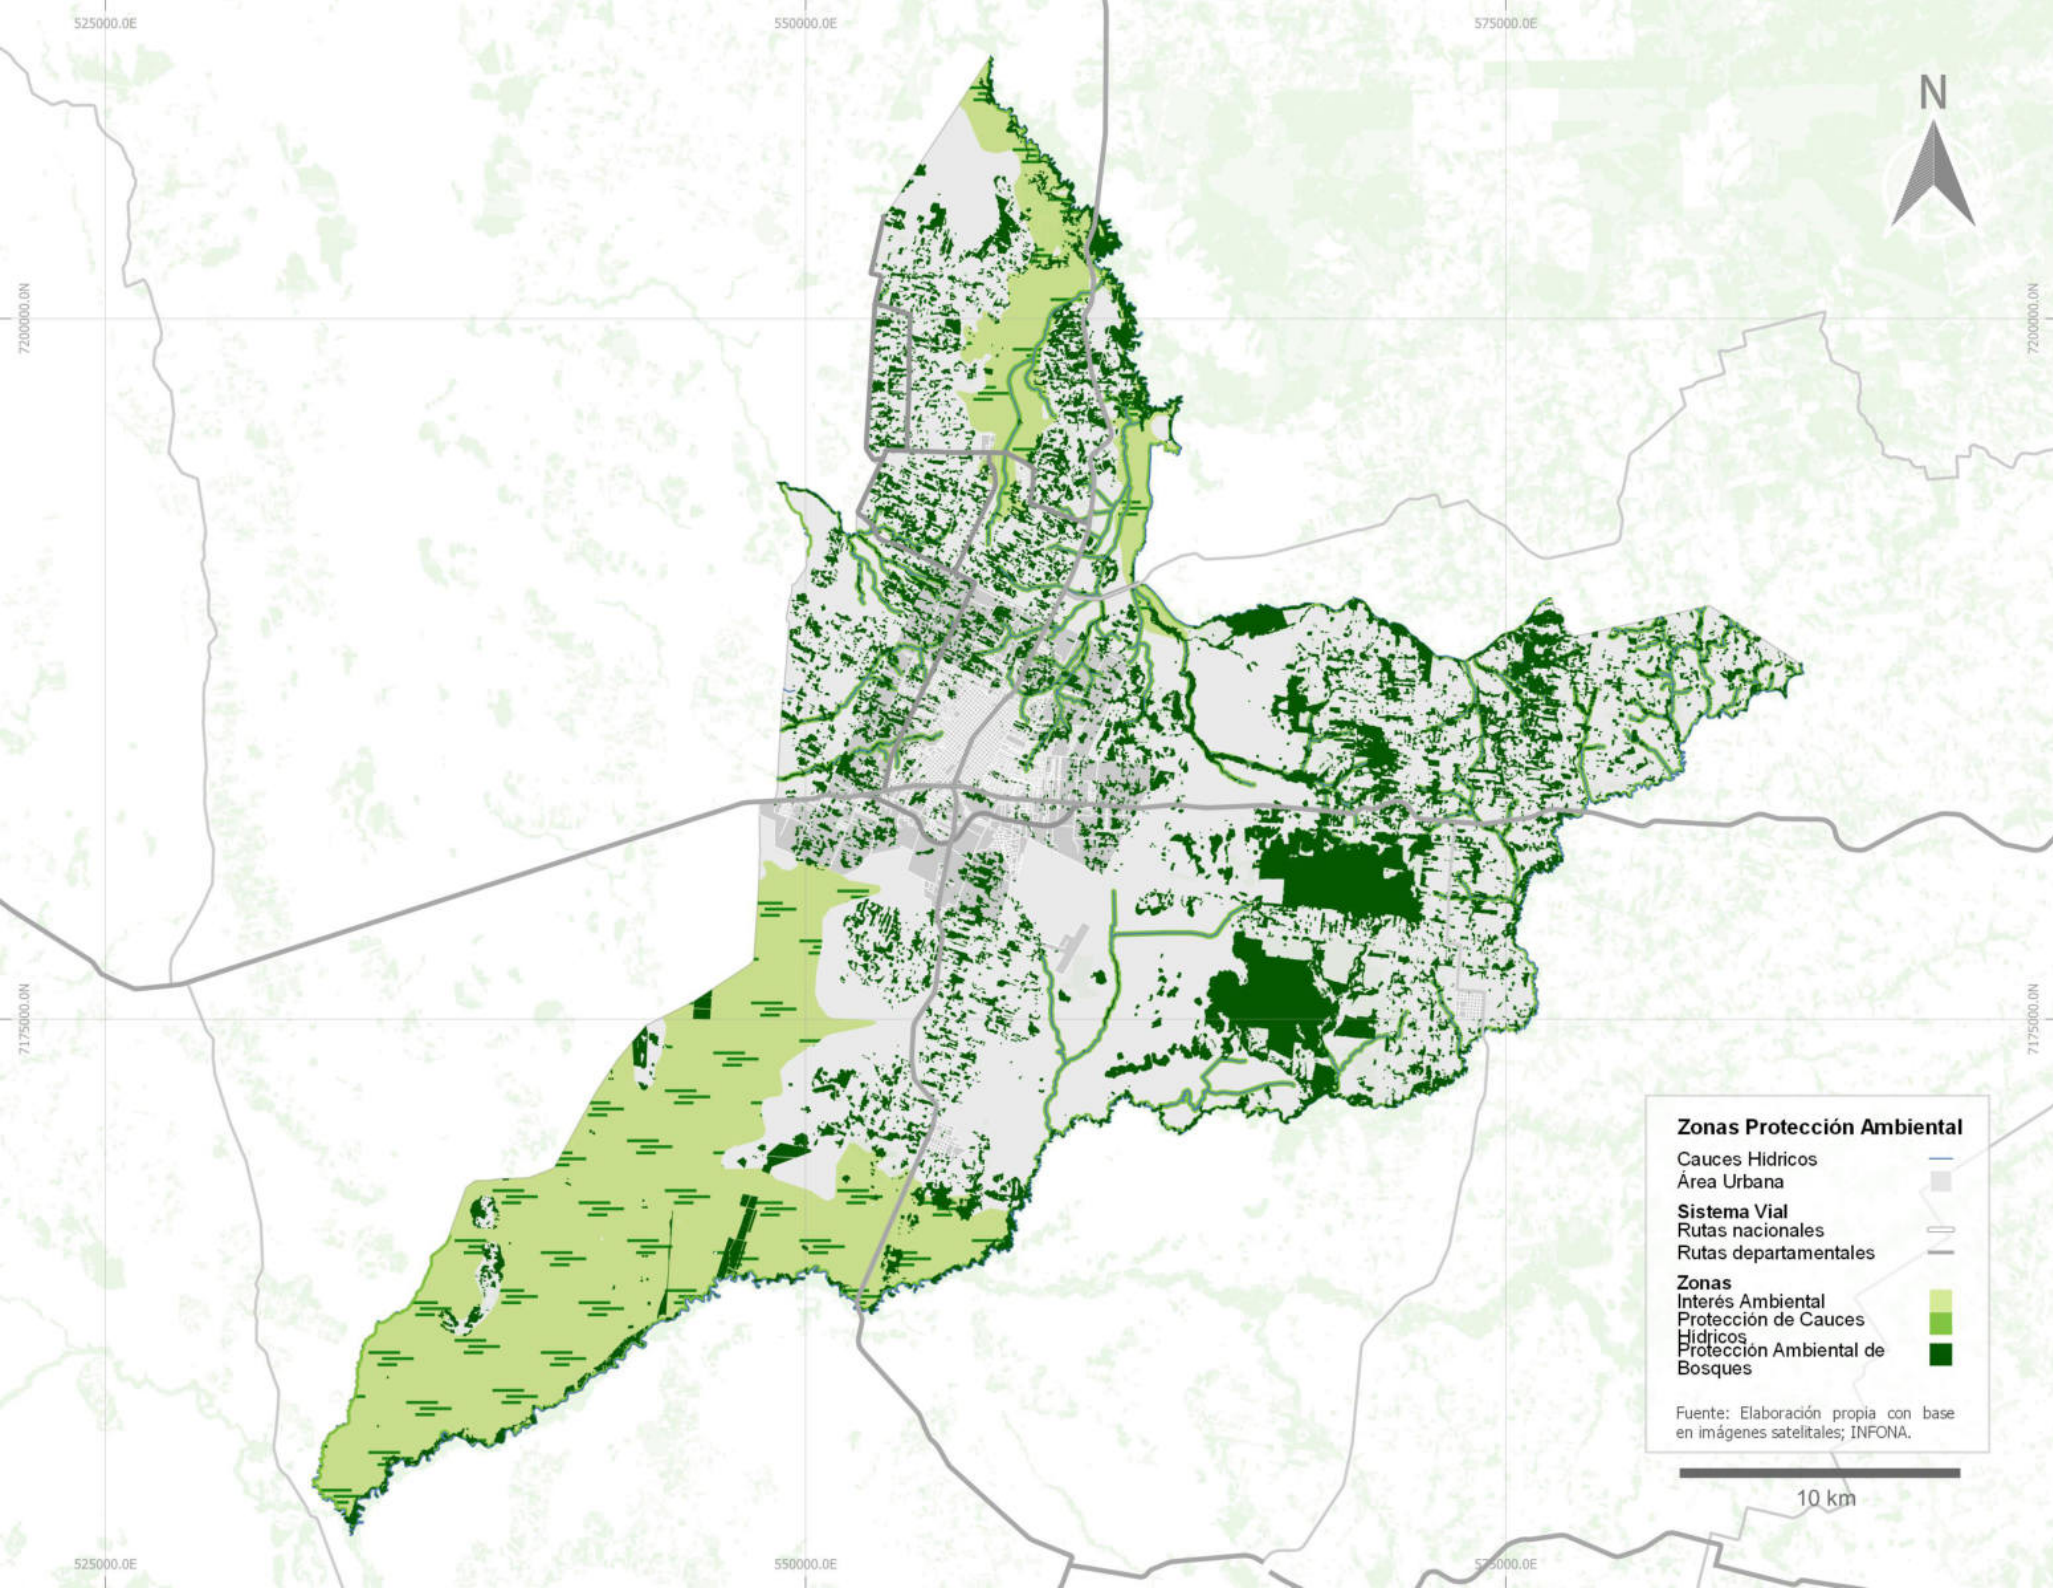 525000.0E
550000.0E
575000.0E
N
7200000.0N
7200000.0N
7175000.0N
7175000.0N
Zonas Protección Ambiental
Cauces Hidricos
Área Urbana
Sistema Vial
Rutas nacionales
Rutas departamentales
Zonas
Interés Ambiental
Protección de Cauces
Hidricos
Protección Ambiental de
Bosques
Fuente: Elaboración propia con base
en imágenes satelitales; INFONA.
10 km
525000.0E
550000.0E
575000.0E